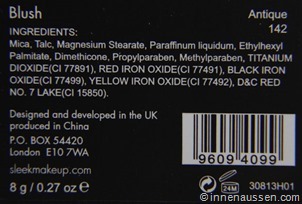 Blush
Antique
142
INGREDIENTS:
Mica, Talc, Magnesium Stearate, Paraffinum liquidum, Ethylhexyl
Palmitate, Dimethicone, Propylparaben, Methylparaben, TITANIUM
DIOXIDE(CI 77891), RED IRON OXIDE(CI 77491), BLACK IRON
OXIDE(CI 77499), YELLOW IRON OXIDE(CI 77492), D&C RED
NO. 7 LAKE(CI 15850).
Designed and developed in the UK
produced in China
P.O. BOX 54420
London E10 7WA
sleekmakeup.com
8 g / 0.27 oz ℮
9609 4099
24M
30813H01
© innenaussen.com